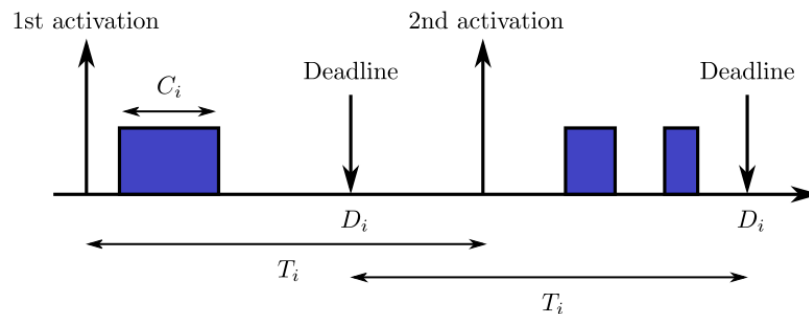 1st activation
2nd activation
Deadline
Deadline
C_i
D_i
D_i
T_i
T_i